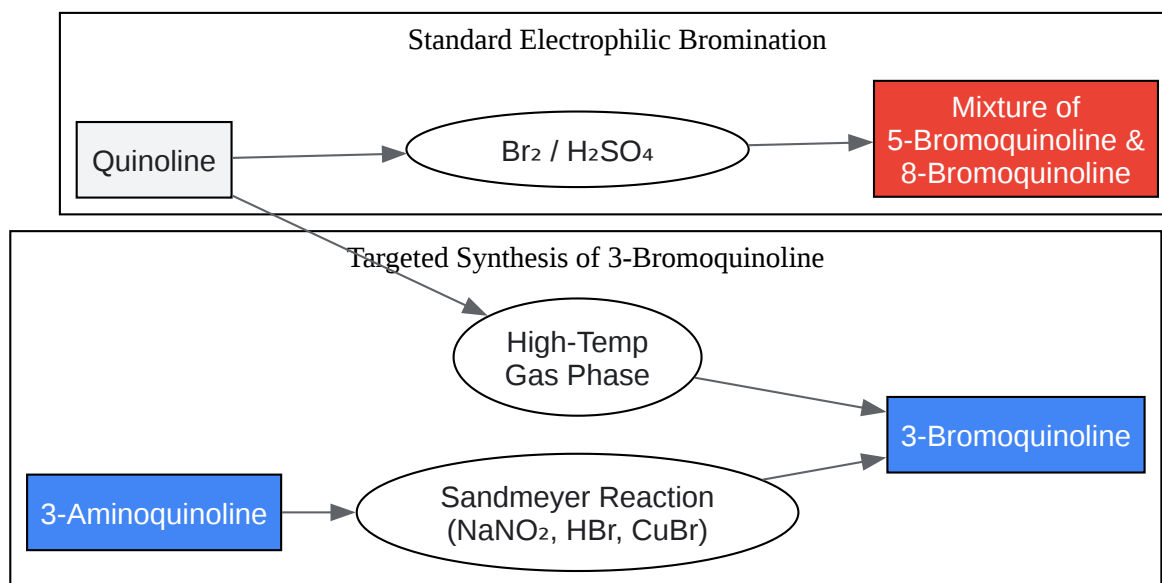 Standard Electrophilic Bromination
Quinoline
Br₂ / H₂SO₄
Mixture of
5-Bromoquinoline &
8-Bromoquinoline
Targeted Synthesis of 3-Bromoquinoline
High-Temp
Gas Phase
3-Bromoquinoline
3-Aminoquinoline
Sandmeyer Reaction
(NaNO₂, HBr, CuBr)